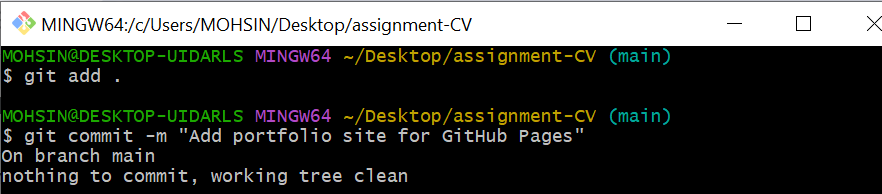 MINGW64:/c/Users/MOHSIN/Desktop/assignment-CV
MOHSIN@DESKTOP-UIDARLS MINGW64 ~/Desktop/assignment-CV (main)
$ git add .
MOHSIN@DESKTOP-UIDARLS MINGW64 ~/Desktop/assignment-CV (main)
$ git commit -m "Add portfolio site for GitHub Pages"
On branch main
nothing to commit, working tree clean